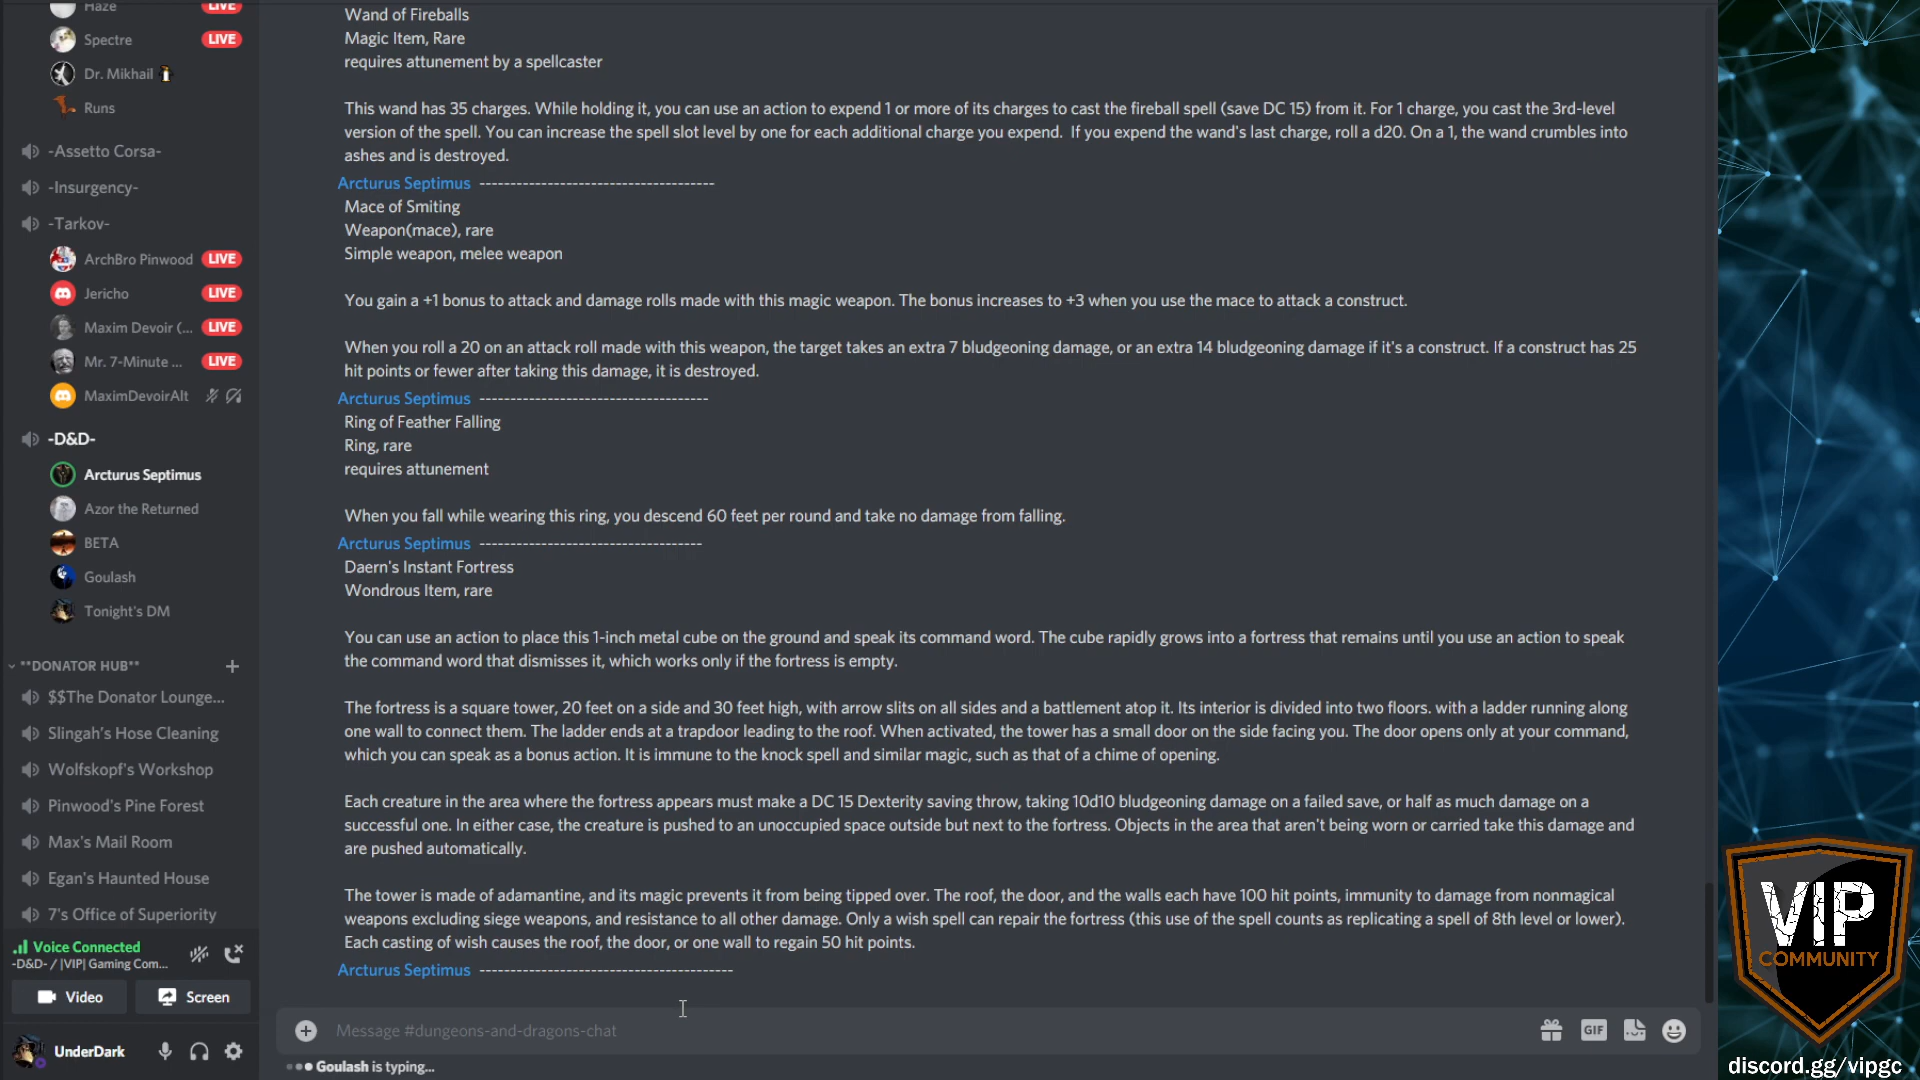 Haze LIVE
Spectre LIVE
Dr. Mikhail
Runs
-Assetto Corsa-
-Insurgency-
-Tarkov-
ArchBro Pinwood LIVE
Jericho LIVE
Maxim Devoir (... LIVE
Mr. 7-Minute ... LIVE
MaximDevoirAlt
-D&D-
Arcturus Septimus
Azor the Returned
BETA
Goulash
Tonight's DM
**DONATOR HUB** +
$$The Donator Lounge...
Slingah's Hose Cleaning
Wolfskopf's Workshop
Pinwood's Pine Forest
Max's Mail Room
Egan's Haunted House
7's Office of Superiority
Voice Connected
-D&D- / |VIP| Gaming Com...
Video Screen
UnderDark
Wand of Fireballs
Magic Item, Rare
requires attunement by a spellcaster
This wand has 35 charges. While holding it, you can use an action to expend 1 or more of its charges to cast the fireball spell (save DC 15) from it. For 1 charge, you cast the 3rd-level
version of the spell. You can increase the spell slot level by one for each additional charge you expend.  If you expend the wand's last charge, roll a d20. On a 1, the wand crumbles into
ashes and is destroyed.
Arcturus Septimus --------------------------------------
Mace of Smiting
Weapon(mace), rare
Simple weapon, melee weapon
You gain a +1 bonus to attack and damage rolls made with this magic weapon. The bonus increases to +3 when you use the mace to attack a construct.
When you roll a 20 on an attack roll made with this weapon, the target takes an extra 7 bludgeoning damage, or an extra 14 bludgeoning damage if it's a construct. If a construct has 25
hit points or fewer after taking this damage, it is destroyed.
Arcturus Septimus -------------------------------------
Ring of Feather Falling
Ring, rare
requires attunement
When you fall while wearing this ring, you descend 60 feet per round and take no damage from falling.
Arcturus Septimus ------------------------------------
Daern's Instant Fortress
Wondrous Item, rare
You can use an action to place this 1-inch metal cube on the ground and speak its command word. The cube rapidly grows into a fortress that remains until you use an action to speak
the command word that dismisses it, which works only if the fortress is empty.
The fortress is a square tower, 20 feet on a side and 30 feet high, with arrow slits on all sides and a battlement atop it. Its interior is divided into two floors. with a ladder running along
one wall to connect them. The ladder ends at a trapdoor leading to the roof. When activated, the tower has a small door on the side facing you. The door opens only at your command,
which you can speak as a bonus action. It is immune to the knock spell and similar magic, such as that of a chime of opening.
Each creature in the area where the fortress appears must make a DC 15 Dexterity saving throw, taking 10d10 bludgeoning damage on a failed save, or half as much damage on a
successful one. In either case, the creature is pushed to an unoccupied space outside but next to the fortress. Objects in the area that aren't being worn or carried take this damage and
are pushed automatically.
The tower is made of adamantine, and its magic prevents it from being tipped over. The roof, the door, and the walls each have 100 hit points, immunity to damage from nonmagical
weapons excluding siege weapons, and resistance to all other damage. Only a wish spell can repair the fortress (this use of the spell counts as replicating a spell of 8th level or lower).
Each casting of wish causes the roof, the door, or one wall to regain 50 hit points.
Arcturus Septimus -----------------------------------------
Message #dungeons-and-dragons-chat GIF
Goulash is typing...
VIP
COMMUNITY
discord.gg/vipgc